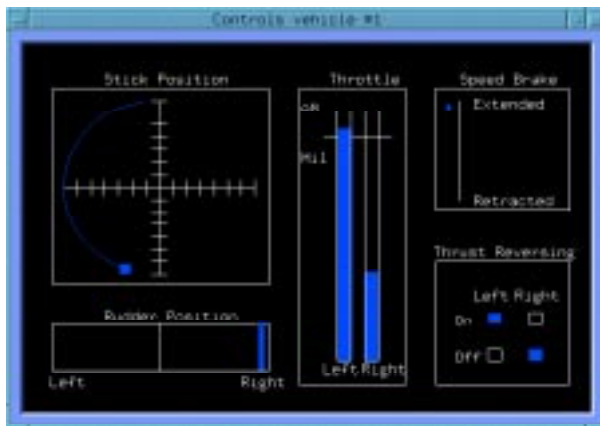 Controls vehicle #1
Stick Position
Throttle
Speed Brake
Mil
Extended
Retracted
Thrust Reversing
Left Right
On
Off
Rudder Position
Left
Right
Left Right